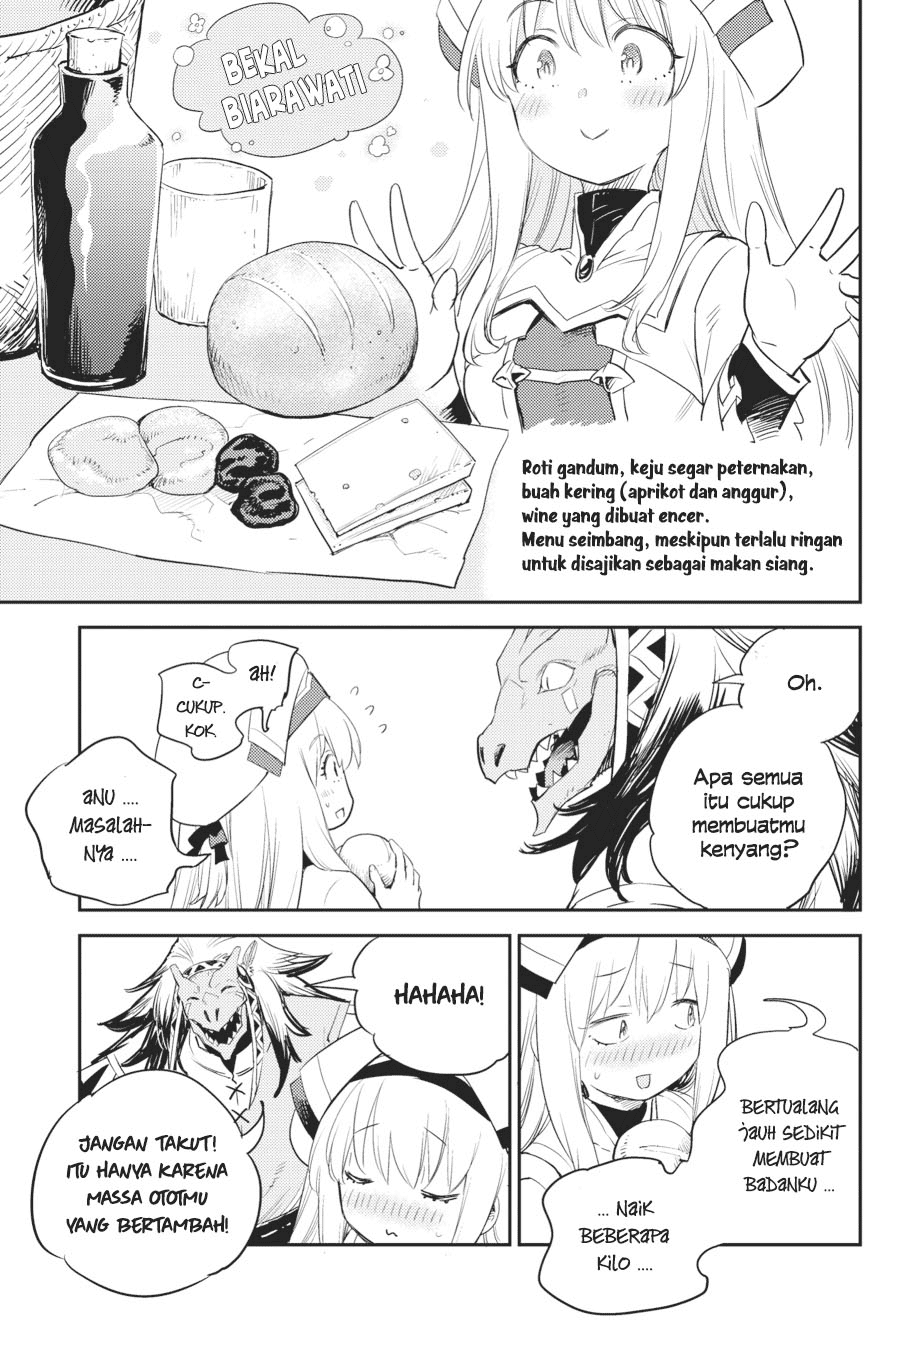 BEKAL
BIARAWATI
Roti gandum, keju segar peternakan,
buah kering (aprikot dan anggur),
wine yang dibuat encer.
Menu seimbang, meskipun terlalu ringan
untuk disajikan sebagai makan siang.
Oh.
Apa semua
itu cukup
membuatmu
kenyang?
AH!
C-
CUKUP.
KOK.
ANU ....
MASALAH-
NYA ....
BERTUALANG
JAUH SEDIKIT
MEMBUAT
BADANKU ...
... NAIK
BEBERAPA
KILO ....
HAHAHA!
JANGAN TAKUT!
ITU HANYA KARENA
MASSA OTOTMU
YANG BERTAMBAH!